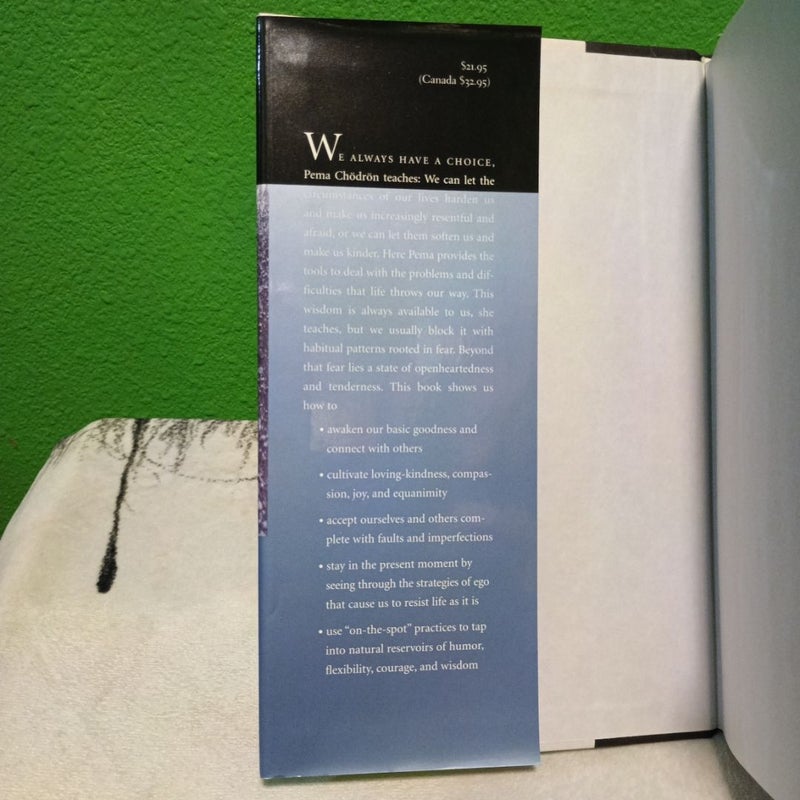 $21.95
(Canada $32.95)
WE ALWAYS HAVE A CHOICE,
Pema Chödrön teaches: We can let the
circumstances of our lives harden us
and make us increasingly resentful and
afraid, or we can let them soften us and
make us kinder. Here Pema provides the
tools to deal with the problems and dif-
ficulties that life throws our way. This
wisdom is always available to us, she
teaches, but we usually block it with
habitual patterns rooted in fear. Beyond
that fear lies a state of openheartedness
and tenderness. This book shows us
how to
• awaken our basic goodness and
connect with others
• cultivate loving-kindness, compas-
sion, joy, and equanimity
• accept ourselves and others com-
plete with faults and imperfections
• stay in the present moment by
seeing through the strategies of ego
that cause us to resist life as it is
• use “on-the-spot” practices to tap
into natural reservoirs of humor,
flexibility, courage, and wisdom